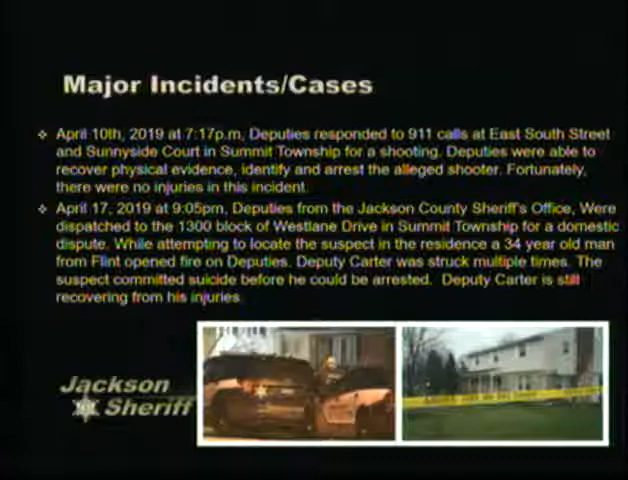 Major Incidents/Cases
❖ April 10th, 2019 at 7:17p.m, Deputies responded to 911 calls at East South Street
and Sunnyside Court in Summit Township for a shooting. Deputies were able to
recover physical evidence, identify and arrest the alleged shooter. Fortunately,
there were no injuries in this incident.
❖ April 17, 2019 at 9:05pm, Deputies from the Jackson County Sheriff's Office, Were
dispatched to the 1300 block of Westlane Drive in Summit Township for a domestic
dispute. While attempting to locate the suspect in the residence a 34 year old man
from Flint opened fire on Deputies. Deputy Carter was struck multiple times. The
suspect committed suicide before he could be arrested. Deputy Carter is still
recovering from his injuries
Jackson
Sheriff